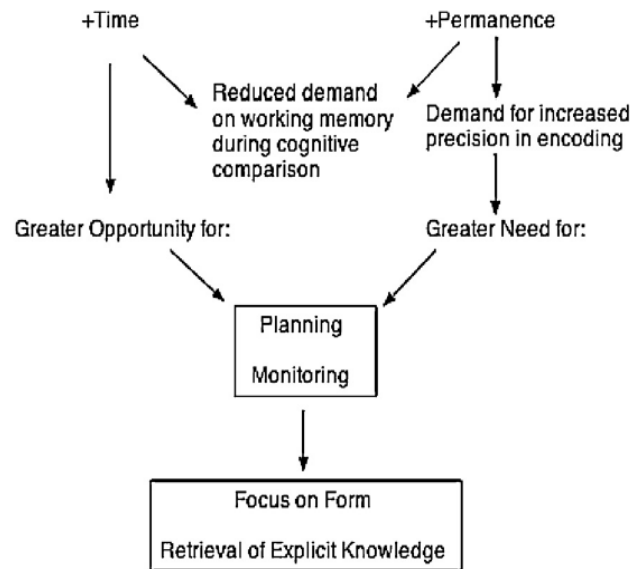 +Time
+Permanence
Reduced demand
on working memory
during cognitive
comparison
Demand for increased
precision in encoding
Greater Opportunity for:
Greater Need for:
Planning
Monitoring
Focus on Form
Retrieval of Explicit Knowledge